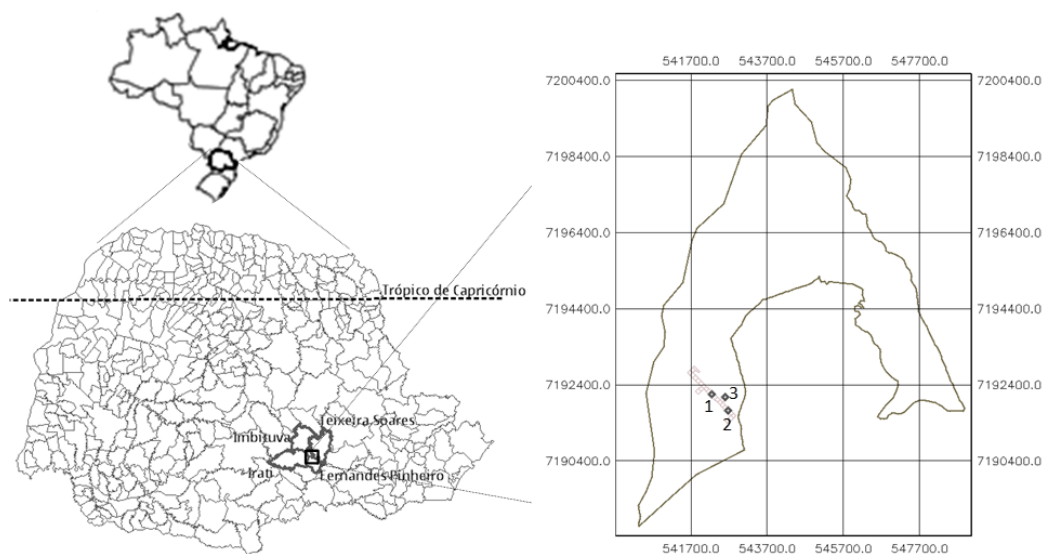 Trópico de Capricórnio
Teixeira Soares
Imbituva
Irati
Fernandes Pinheiro
541700.0 543700.0 545700.0 547700.0
7200400.0 7200400.0
7198400.0 7198400.0
7196400.0 7196400.0
7194400.0 7194400.0
7192400.0 7192400.0
1 3
2
7190400.0 7190400.0
541700.0 543700.0 545700.0 547700.0